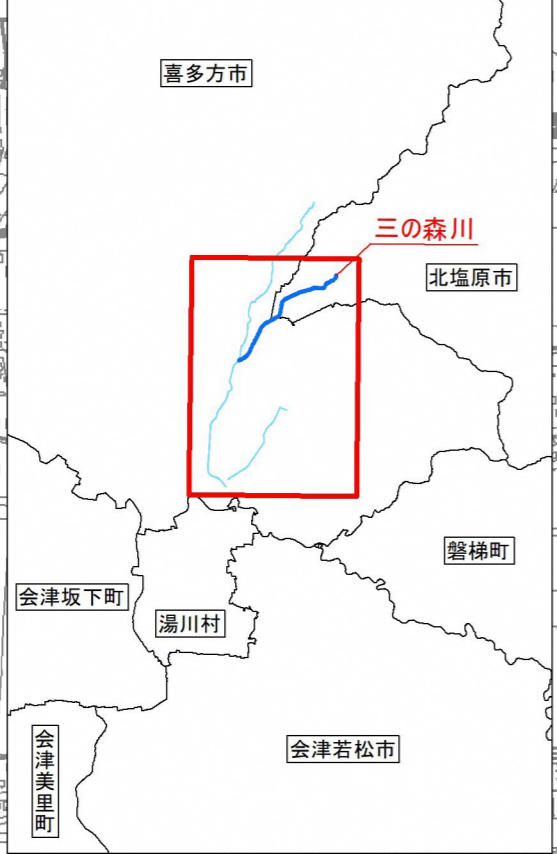 喜多方市
三の森川
北塩原市
磐梯町
会津坂下町
湯川村
会津若松市
会津美里町